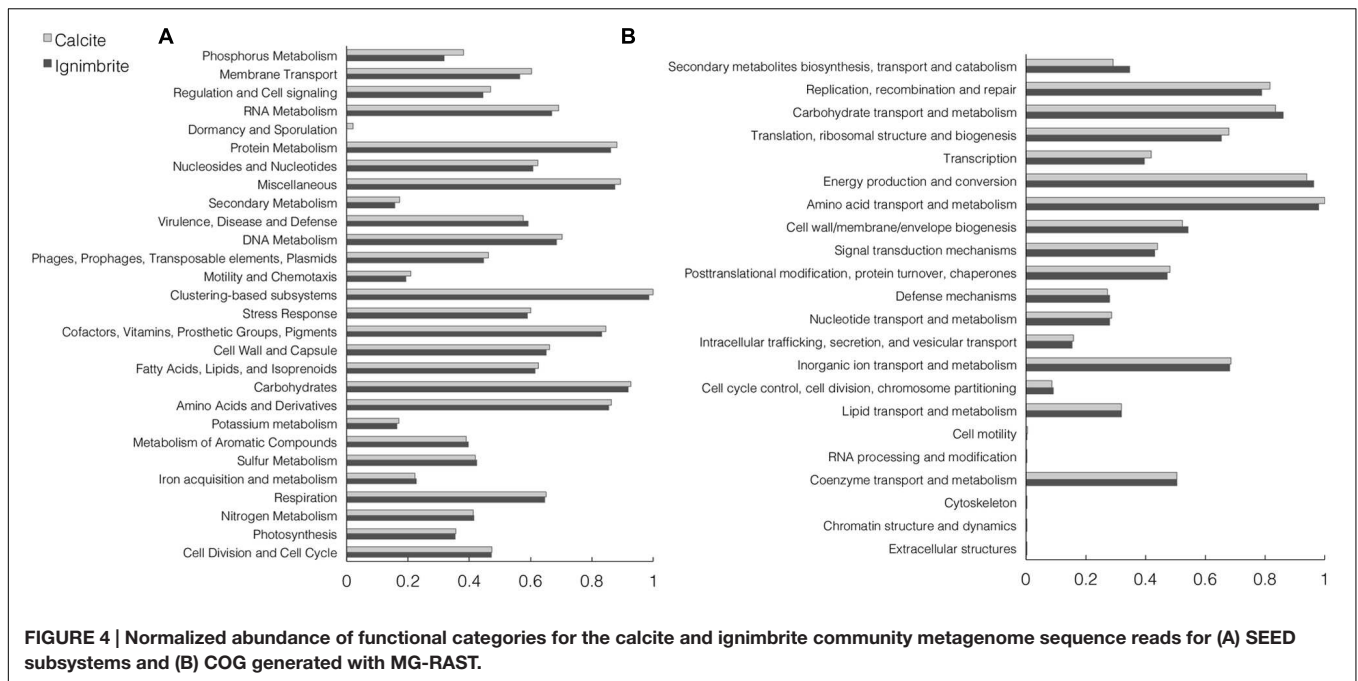 Calcite
Ignimbrite
A
Phosphorus Metabolism
Membrane Transport
Regulation and Cell signaling
RNA Metabolism
Dormancy and Sporulation
Protein Metabolism
Nucleosides and Nucleotides
Miscellaneous
Secondary Metabolism
Virulence, Disease and Defense
DNA Metabolism
Phages, Prophages, Transposable elements, Plasmids
Motility and Chemotaxis
Clustering-based subsystems
Stress Response
Cofactors, Vitamins, Prosthetic Groups, Pigments
Cell Wall and Capsule
Fatty Acids, Lipids, and Isoprenoids
Carbohydrates
Amino Acids and Derivatives
Potassium metabolism
Metabolism of Aromatic Compounds
Sulfur Metabolism
Iron acquisition and metabolism
Respiration
Nitrogen Metabolism
Photosynthesis
Cell Division and Cell Cycle
0 0.2 0.4 0.6 0.8 1
B
Secondary metabolites biosynthesis, transport and catabolism
Replication, recombination and repair
Carbohydrate transport and metabolism
Translation, ribosomal structure and biogenesis
Transcription
Energy production and conversion
Amino acid transport and metabolism
Cell wall/membrane/envelope biogenesis
Signal transduction mechanisms
Posttranslational modification, protein turnover, chaperones
Defense mechanisms
Nucleotide transport and metabolism
Intracellular trafficking, secretion, and vesicular transport
Inorganic ion transport and metabolism
Cell cycle control, cell division, chromosome partitioning
Lipid transport and metabolism
Cell motility
RNA processing and modification
Coenzyme transport and metabolism
Cytoskeleton
Chromatin structure and dynamics
Extracellular structures
0 0.2 0.4 0.6 0.8 1
FIGURE 4 | Normalized abundance of functional categories for the calcite and ignimbrite community metagenome sequence reads for (A) SEED
subsystems and (B) COG generated with MG-RAST.